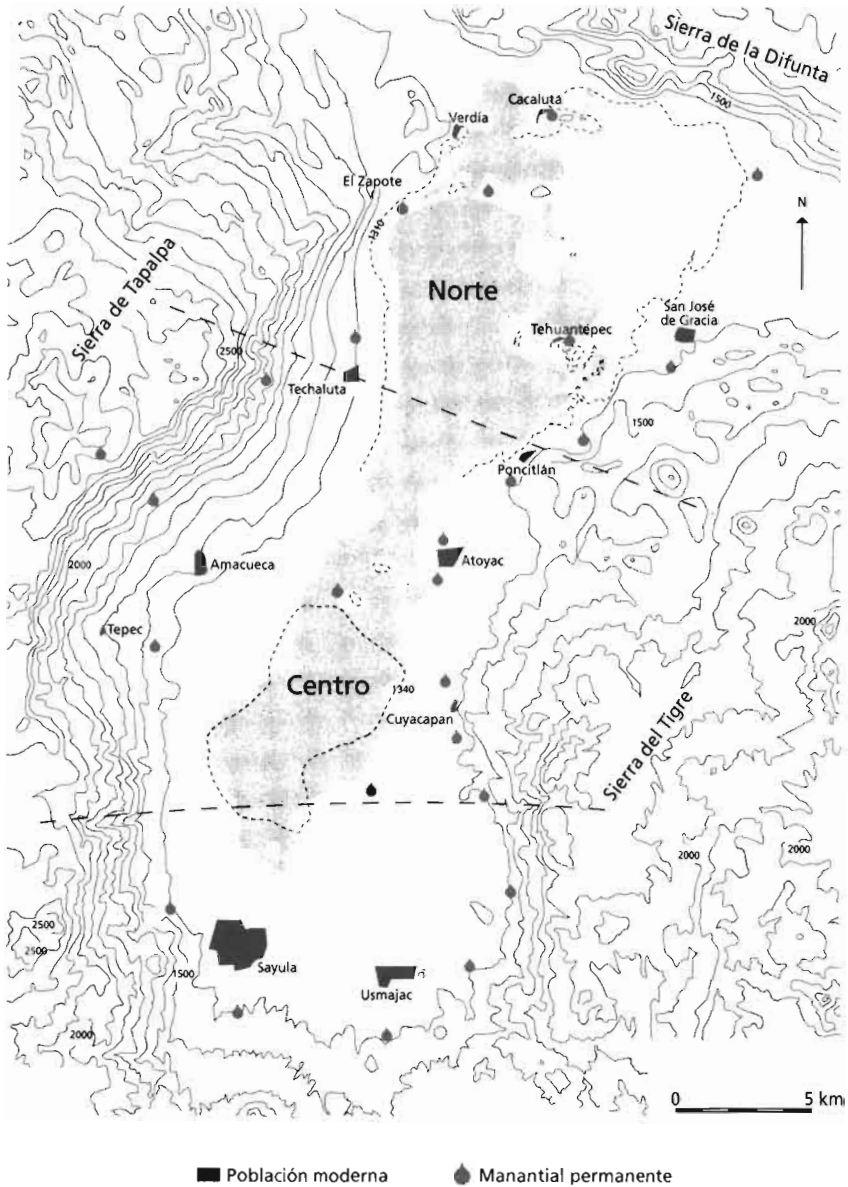 Sierra de la Difunta
1500
Cacaluta
Verdía
El Zapote
N
1310
Sierra de Tapalpa
Norte
San José
de Gracia
Tehuantepec
2500
Techaluta
1500
Poncitlán
2000
Amacueca
Atoyac
Tepec
2000
Centro
1340
Cuyacapan
Sierra del Tigre
2000
2000
2500
2500
1500
Sayula
Usmajac
2000
0 5 km
Población moderna
Manantial permanente